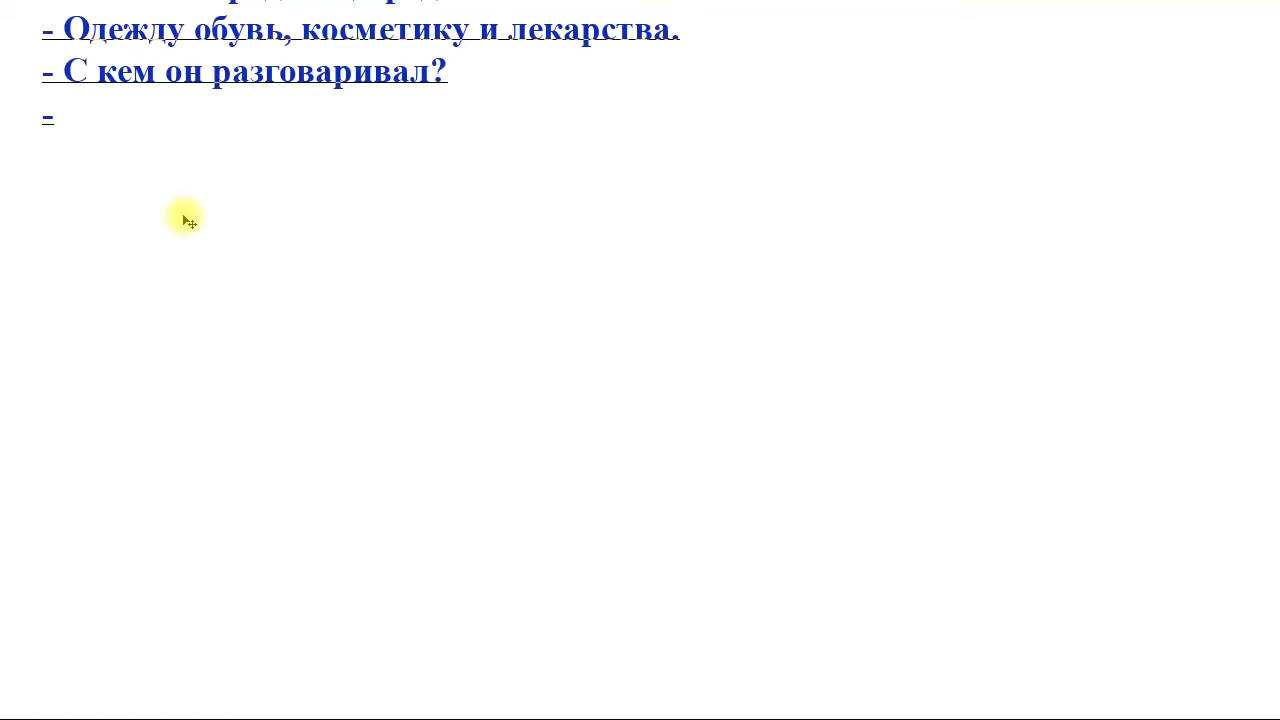 - Одежду обувь, косметику и лекарства.
- С кем он разговаривал?
-